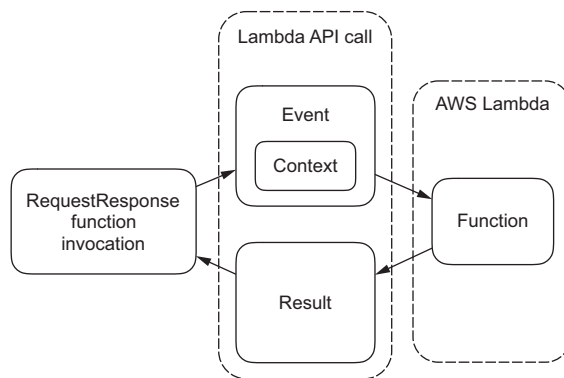 Lambda API call
AWS Lambda
Event
Context
RequestResponse
function
invocation
Function
Result